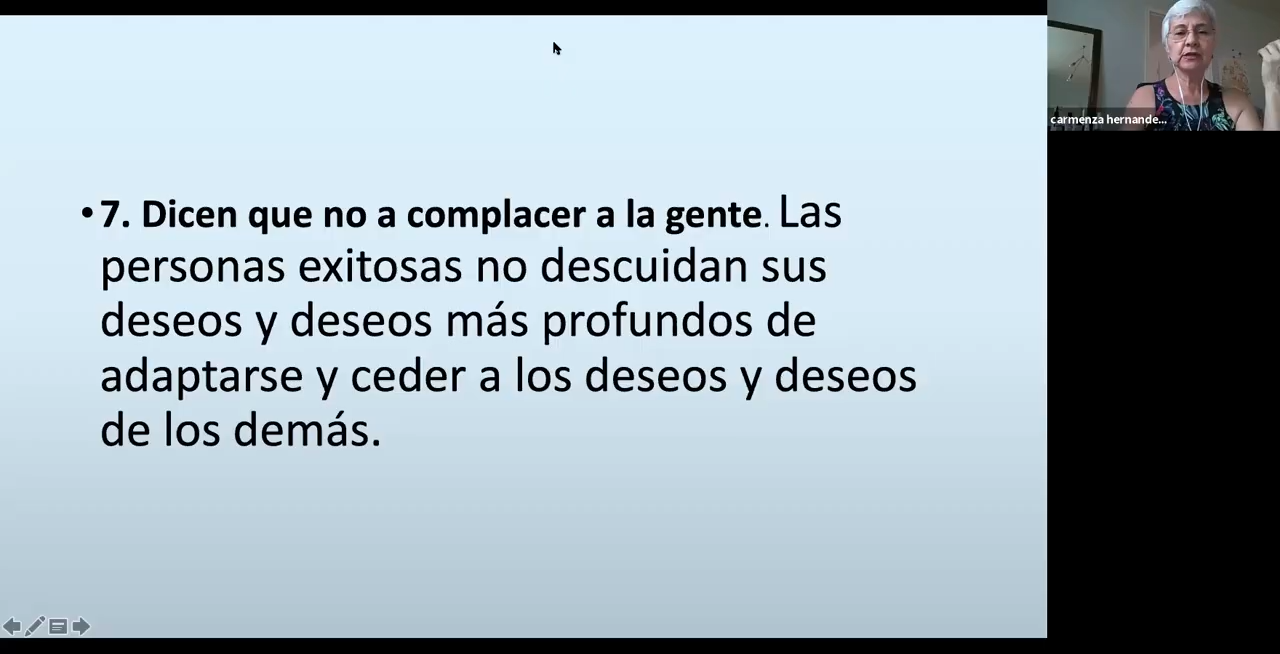 • 7. Dicen que no a complacer a la gente. Las
personas exitosas no descuidan sus
deseos y deseos más profundos de
adaptarse y ceder a los deseos y deseos
de los demás.
carmenza hernande...